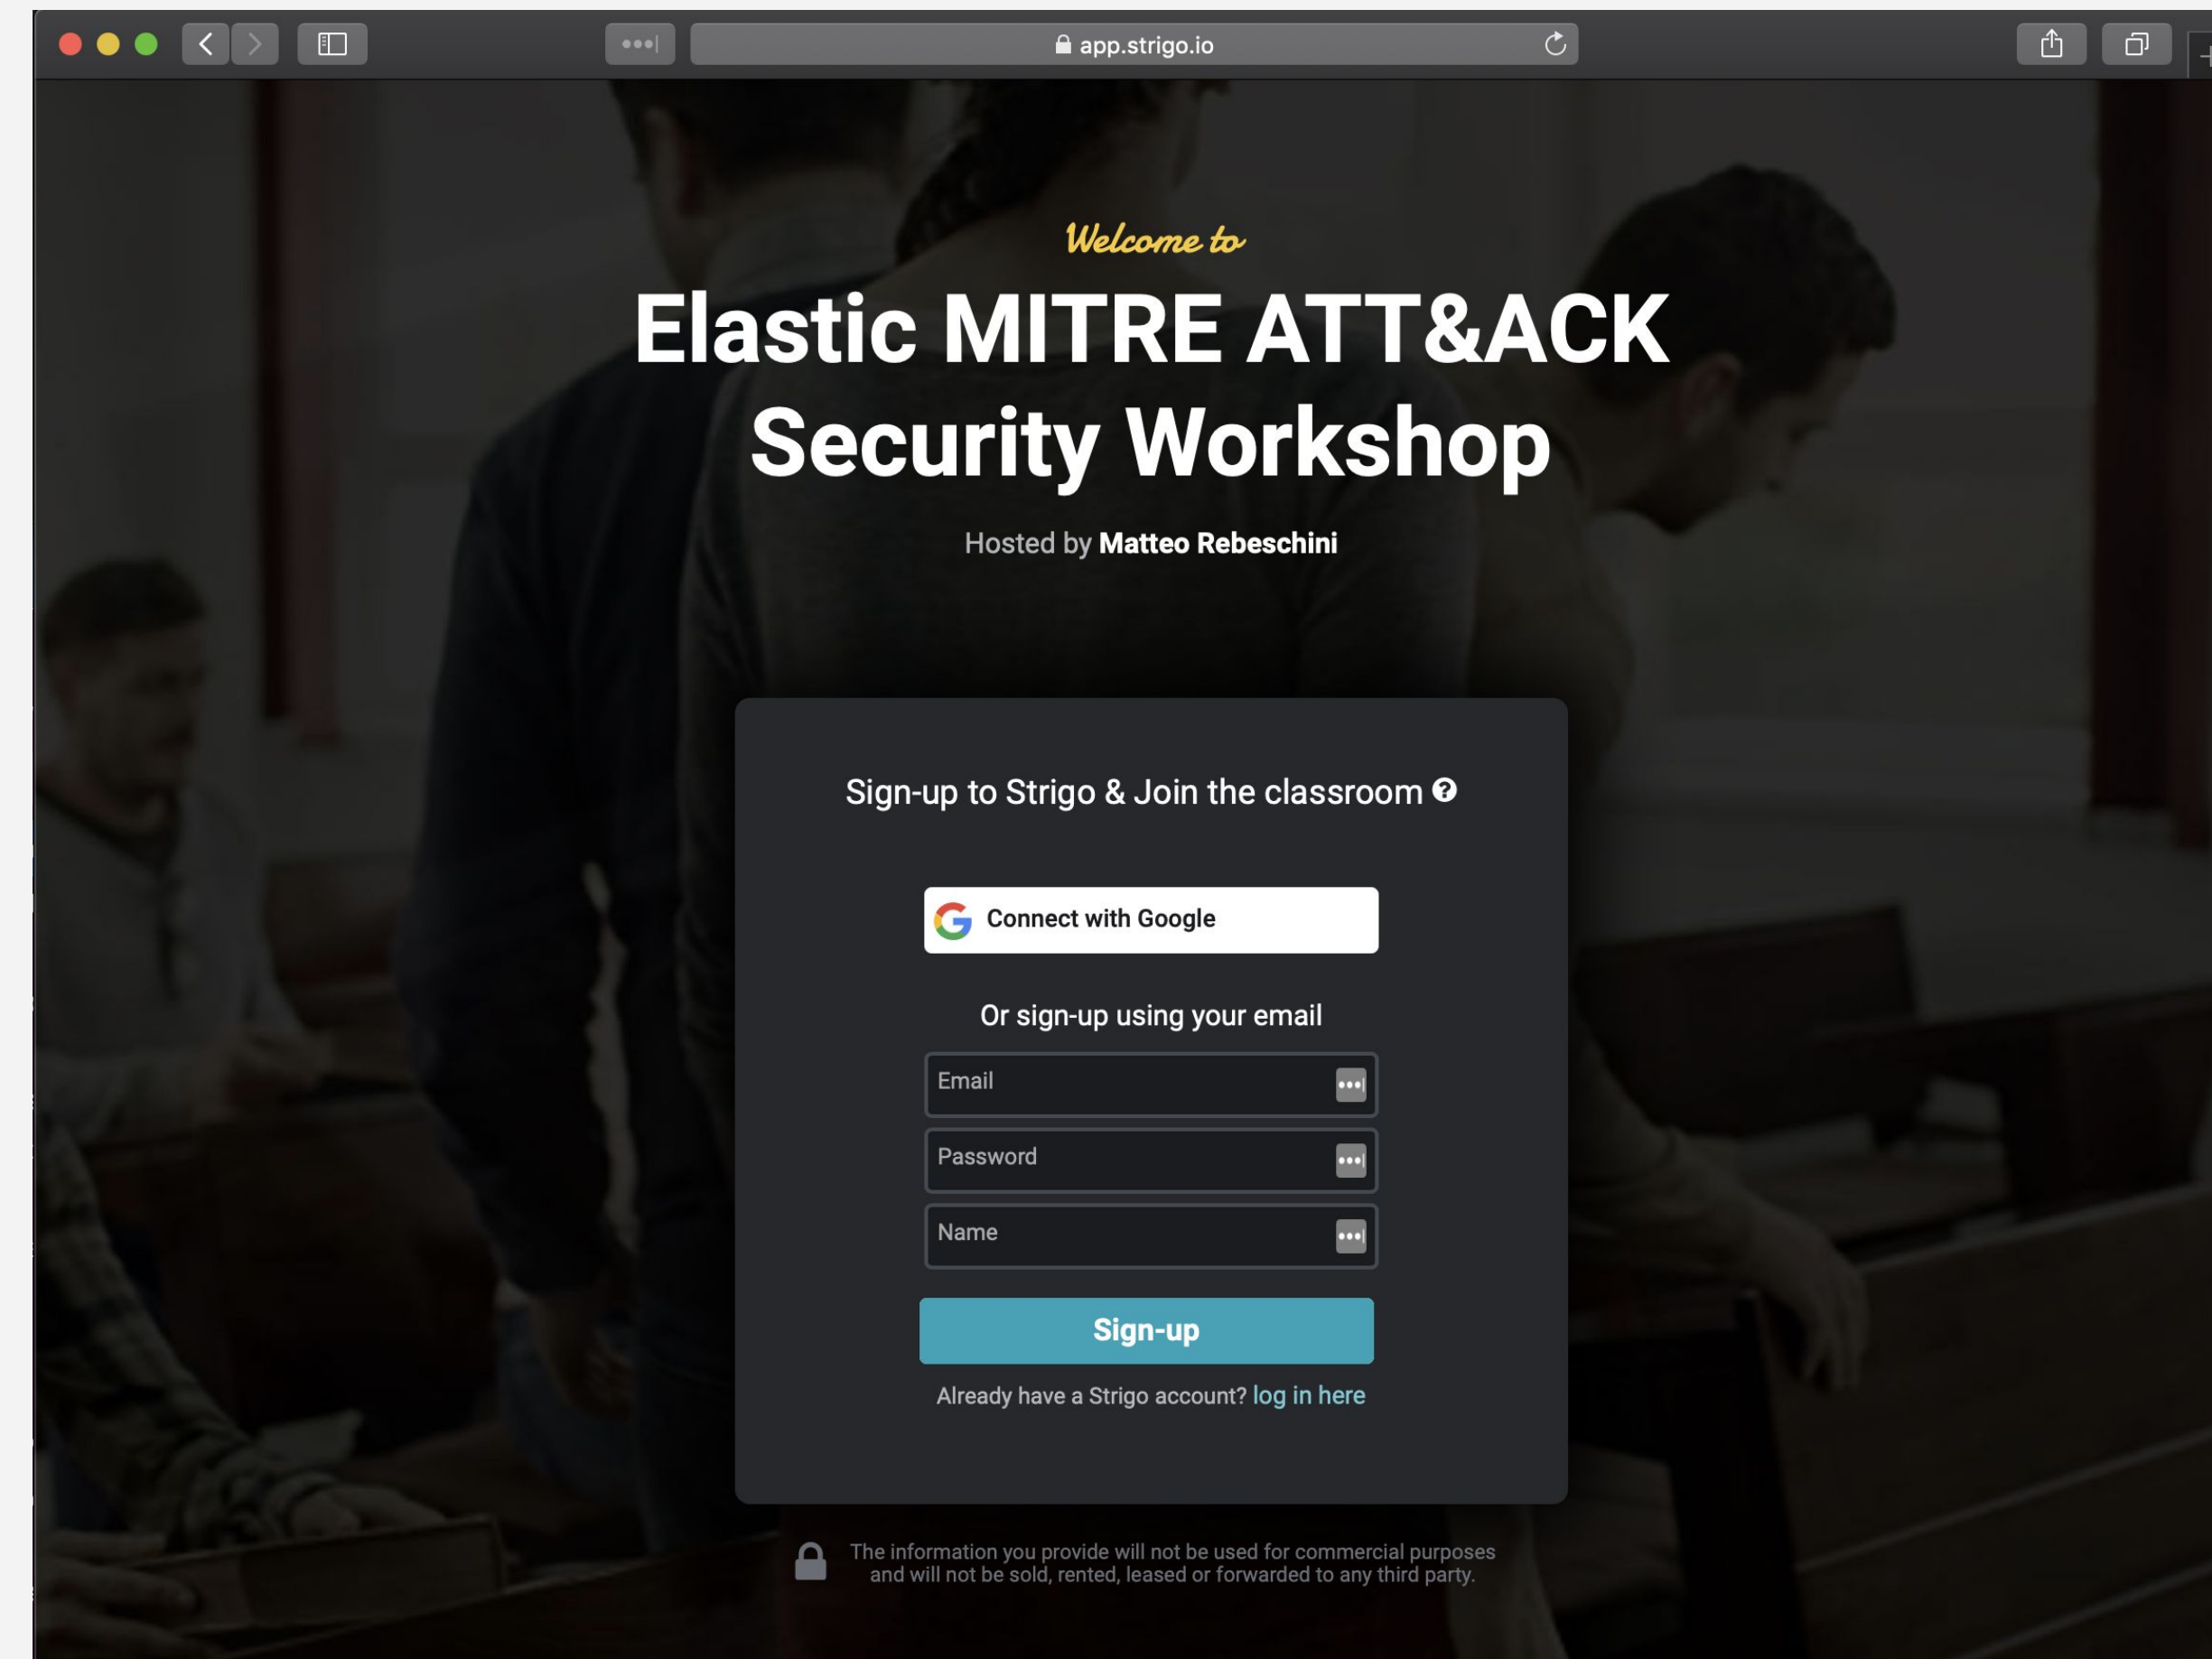 app.strigo.io
Welcome to
Elastic MITRE ATT&ACK
Security Workshop
Hosted by Matteo Rebeschini
Sign-up to Strigo & Join the classroom
Connect with Google
Or sign-up using your email
Email
Password
Name
Sign-up
Already have a Strigo account? log in here
The information you provide will not be used for commercial purposes
and will not be sold, rented, leased or forwarded to any third party.